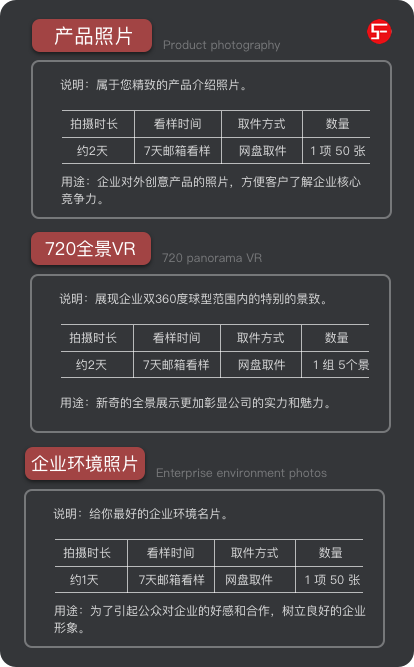 产品照片 Product photography
说明：属于您精致的产品介绍照片。
拍摄时长 看样时间 取件方式 数量
约2天 7天邮箱看样 网盘取件 1 项 50 张
用途：企业对外创意产品的照片，方便客户了解企业核心
竞争力。
720全景VR 720 panorama VR
说明：展现企业双360度球型范围内的特别的景致。
拍摄时长 看样时间 取件方式 数量
约2天 7天邮箱看样 网盘取件 1 组 5个景
用途：新奇的全景展示更加彰显公司的实力和魅力。
企业环境照片 Enterprise environment photos
说明：给你最好的企业环境名片。
拍摄时长 看样时间 取件方式 数量
约1天 7天邮箱看样 网盘取件 1 项 50 张
用途：为了引起公众对企业的好感和合作，树立良好的企业
形象。